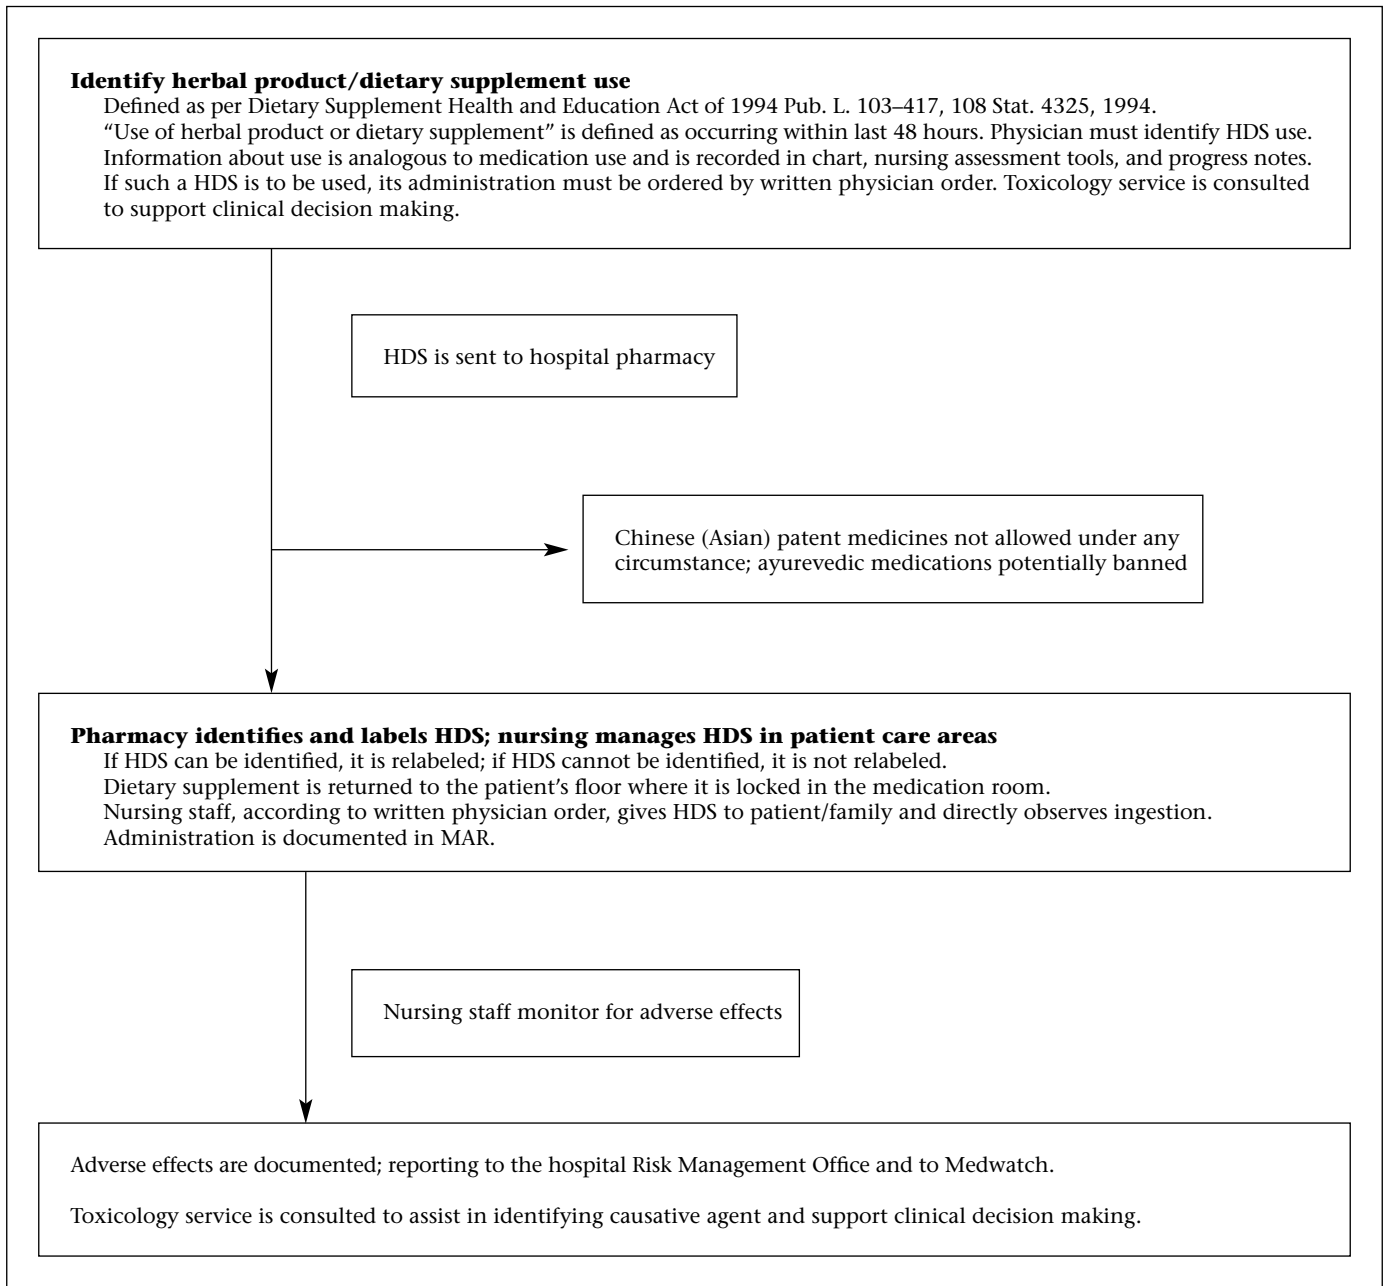 Identify herbal product/dietary supplement use
Defined as per Dietary Supplement Health and Education Act of 1994 Pub. L. 103–417, 108 Stat. 4325, 1994.
“Use of herbal product or dietary supplement” is defined as occurring within last 48 hours. Physician must identify HDS use.
Information about use is analogous to medication use and is recorded in chart, nursing assessment tools, and progress notes.
If such a HDS is to be used, its administration must be ordered by written physician order. Toxicology service is consulted
to support clinical decision making.
HDS is sent to hospital pharmacy
Chinese (Asian) patent medicines not allowed under any
circumstance; ayurevedic medications potentially banned
Pharmacy identifies and labels HDS; nursing manages HDS in patient care areas
If HDS can be identified, it is relabeled; if HDS cannot be identified, it is not relabeled.
Dietary supplement is returned to the patient’s floor where it is locked in the medication room.
Nursing staff, according to written physician order, gives HDS to patient/family and directly observes ingestion.
Administration is documented in MAR.
Nursing staff monitor for adverse effects
Adverse effects are documented; reporting to the hospital Risk Management Office and to Medwatch.
Toxicology service is consulted to assist in identifying causative agent and support clinical decision making.